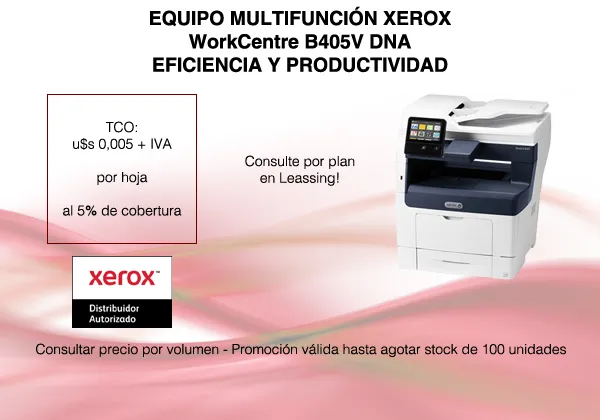 EQUIPO MULTIFUNCIÓN XEROX
WorkCentre B405V DNA
EFICIENCIA Y PRODUCTIVIDAD
TCO:
u$s 0,005 + IVA
por hoja
al 5% de cobertura
Consulte por plan
en Leassing!
xerox™
Distribuidor
Autorizado
Consultar precio por volumen - Promoción válida hasta agotar stock de 100 unidades